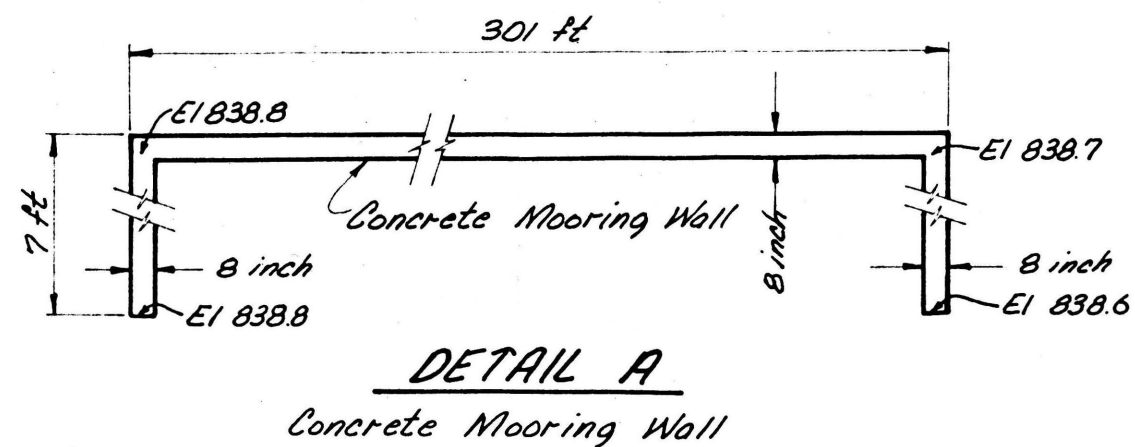 301 ft
El 838.8
El 838.7
7 ft
Concrete Mooring Wall
8 inch
8 inch
8 inch
El 838.8
El 838.6
DETAIL A
Concrete Mooring Wall